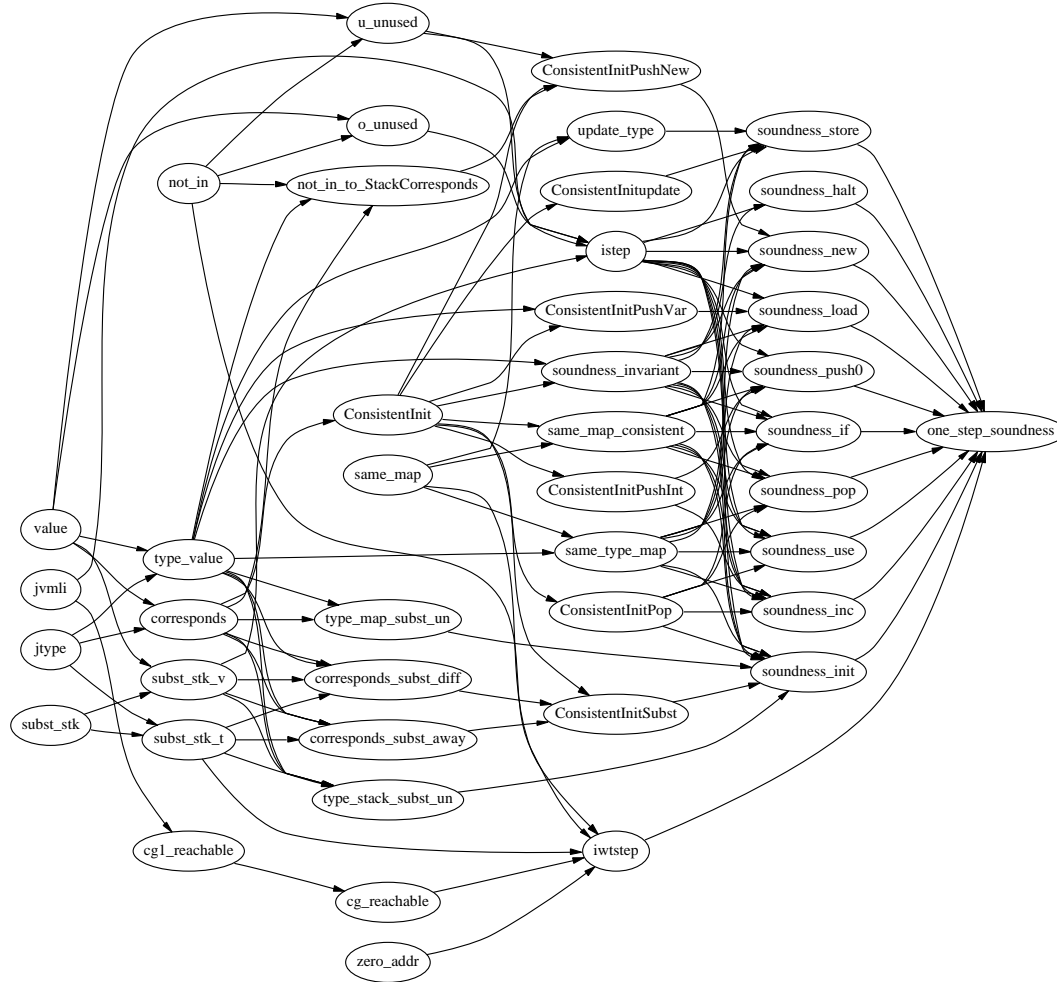 u_unused
ConsistentInitPushNew
o_unused
update_type
soundness_store
not_in
not_in_to_StackCorresponds
ConsistentInitupdate
soundness_halt
istep
soundness_new
ConsistentInitPushVar
soundness_load
soundness_invariant
soundness_push0
ConsistentInit
same_map_consistent
soundness_if
one_step_soundness
same_map
ConsistentInitPushInt
soundness_pop
value
type_value
same_type_map
soundness_use
jvmli
corresponds
type_map_subst_un
ConsistentInitPop
soundness_inc
jtype
subst_stk_v
corresponds_subst_diff
soundness_init
subst_stk
subst_stk_t
corresponds_subst_away
ConsistentInitSubst
type_stack_subst_un
cg1_reachable
iwtstep
cg_reachable
zero_addr